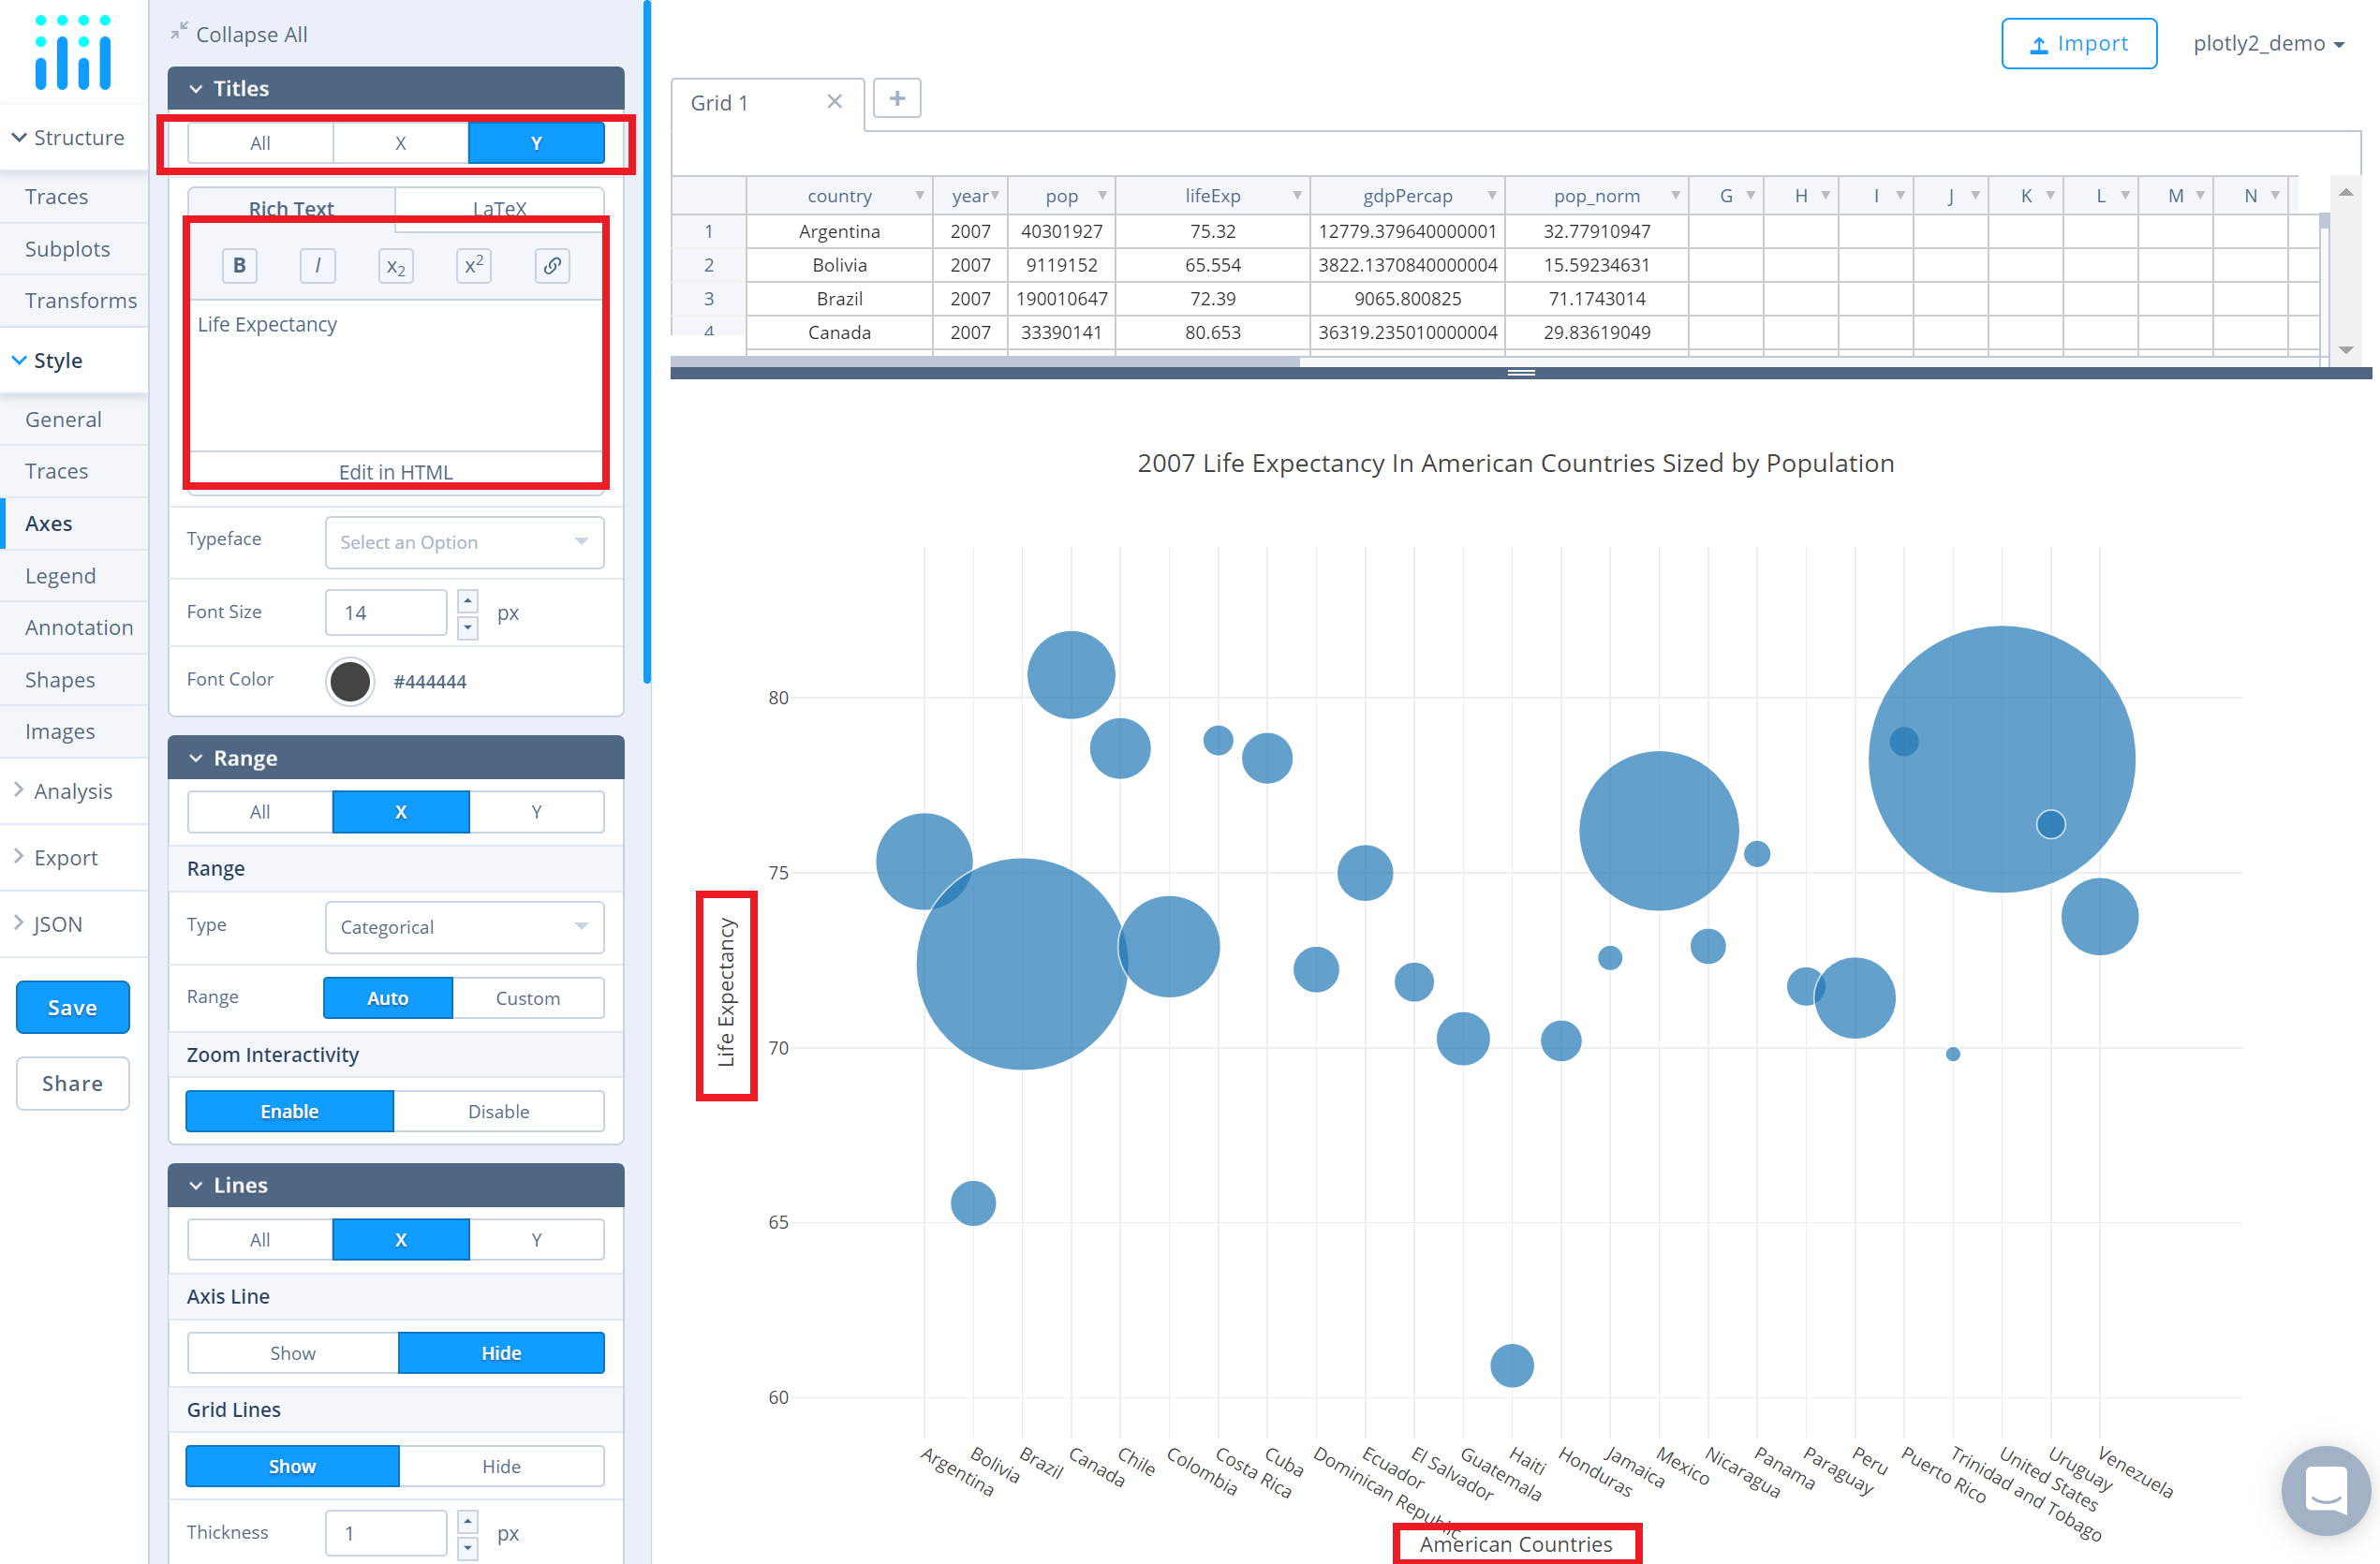 Structure
Traces
Subplots
Transforms
Style
General
Traces
Axes
Legend
Annotation
Shapes
Images
Analysis
Export
JSON
Save
Share
Collapse All
Titles
All X Y
Rich Text LaTeX
B I x2 x2
Life Expectancy
Edit in HTML
Typeface Select an Option
Font Size 14 px
Font Color #444444
Range
All X Y
Range
Type Categorical
Range Auto Custom
Zoom Interactivity
Enable Disable
Lines
All X Y
Axis Line
Show Hide
Grid Lines
Show Hide
Thickness 1 px
Import plotly2_demo
Grid 1 +
country year pop lifeExp gdpPercap pop_norm G H I J K L M N
1 Argentina 2007 40301927 75.32 12779.379640000001 32.77910947
2 Bolivia 2007 9119152 65.554 3822.1370840000004 15.59234631
3 Brazil 2007 190010647 72.39 9065.800825 71.1743014
4 Canada 2007 33390141 80.653 36319.235010000004 29.83619049
2007 Life Expectancy In American Countries Sized by Population
80
75
70
65
60
Life Expectancy
Argentina
Bolivia
Brazil
Canada
Chile
Colombia
Costa Rica
Cuba
Dominican Republic
Ecuador
El Salvador
Guatemala
Haiti
Honduras
Jamaica
Mexico
Nicaragua
Panama
Paraguay
Peru
Puerto Rico
Trinidad and Tobago
United States
Uruguay
Venezuela
American Countries